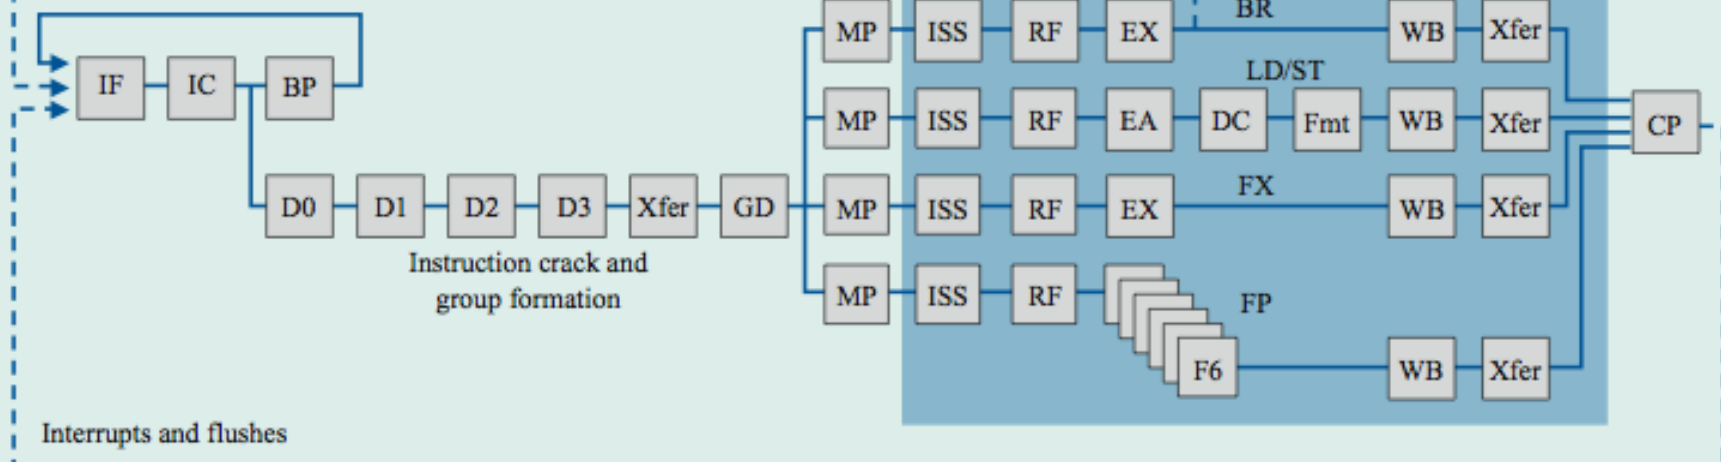 BR
MP ISS RF EX WB Xfer
LD/ST
IF IC BP
MP ISS RF EA DC Fmt WB Xfer CP
FX
D0 D1 D2 D3 Xfer GD MP ISS RF EX WB Xfer
Instruction crack and
group formation
MP ISS RF FP
F6 WB Xfer
Interrupts and flushes